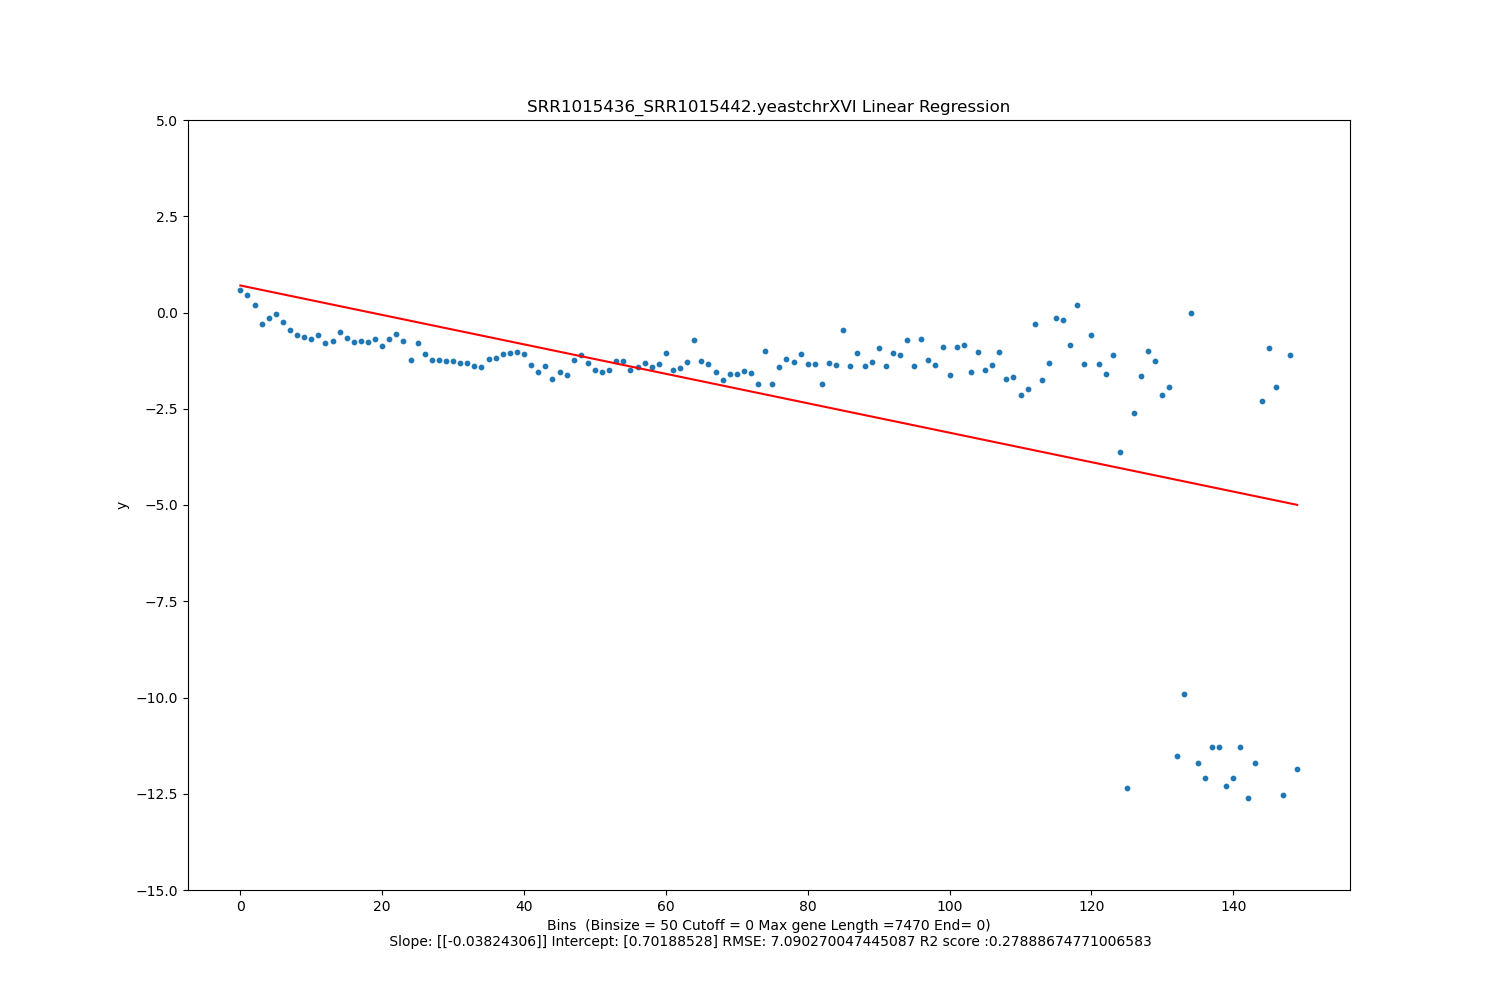 SRR1015436_SRR1015442.yeastchrXVI Linear Regression
5.0
2.5
0.0
−2.5
−5.0
−7.5
−10.0
−12.5
−15.0
y
0 20 40 60 80 100 120 140
Bins  (Binsize = 50 Cutoff = 0 Max gene Length =7470 End= 0)
Slope: [[-0.03824306]] Intercept: [0.70188528] RMSE: 7.090270047445087 R2 score :0.27888674771006583